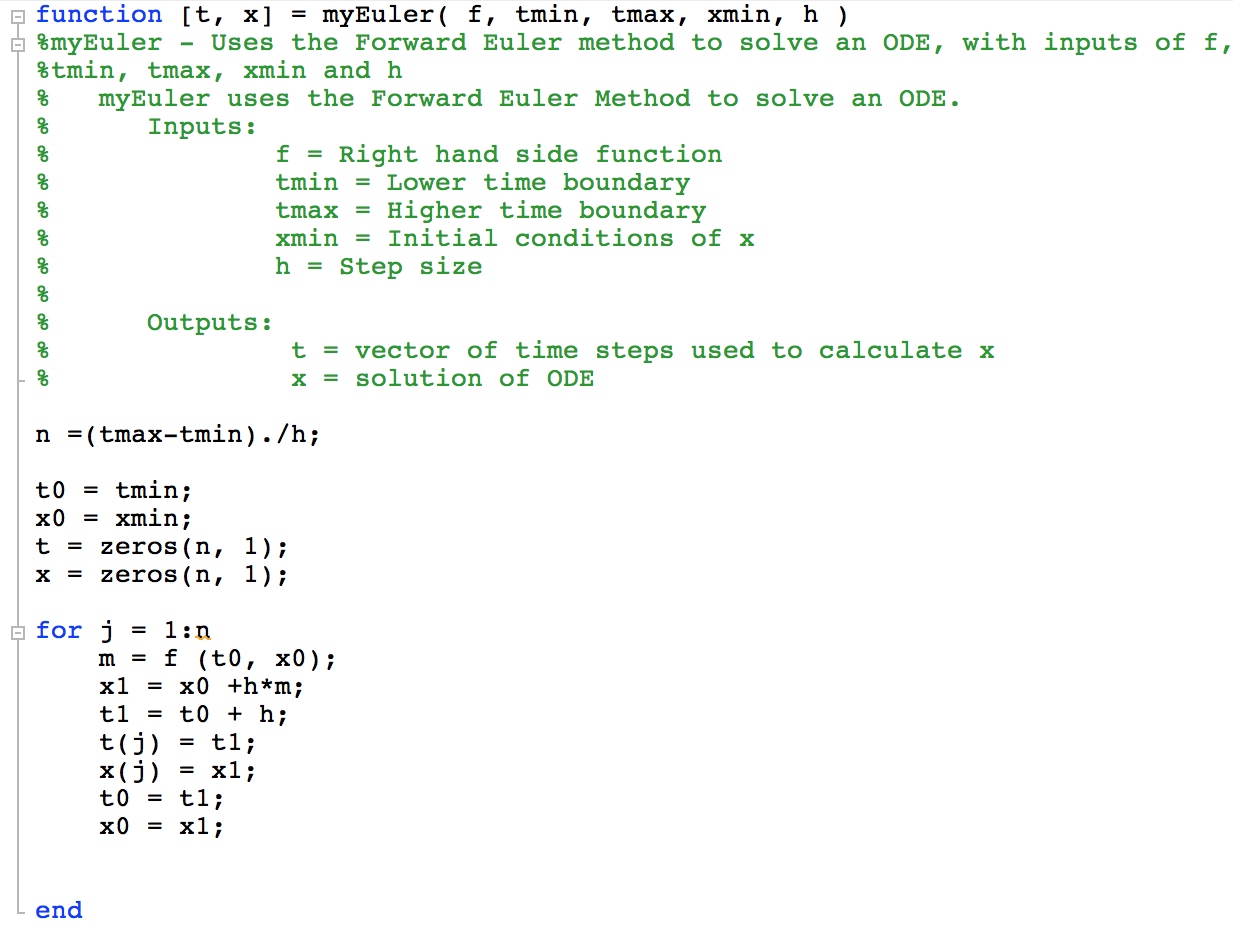 function [t, x] = myEuler( f, tmin, tmax, xmin, h )
%myEuler - Uses the Forward Euler method to solve an ODE, with inputs of f,
%tmin, tmax, xmin and h
%   myEuler uses the Forward Euler Method to solve an ODE.
%      Inputs:
%              f = Right hand side function
%              tmin = Lower time boundary
%              tmax = Higher time boundary
%              xmin = Initial conditions of x
%              h = Step size
%
%      Outputs:
%               t = vector of time steps used to calculate x
%               x = solution of ODE
n =(tmax-tmin)./h;
t0 = tmin;
x0 = xmin;
t = zeros(n, 1);
x = zeros(n, 1);
for j = 1:n
    m = f (t0, x0);
    x1 = x0 +h*m;
    t1 = t0 + h;
    t(j) = t1;
    x(j) = x1;
    t0 = t1;
    x0 = x1;
end